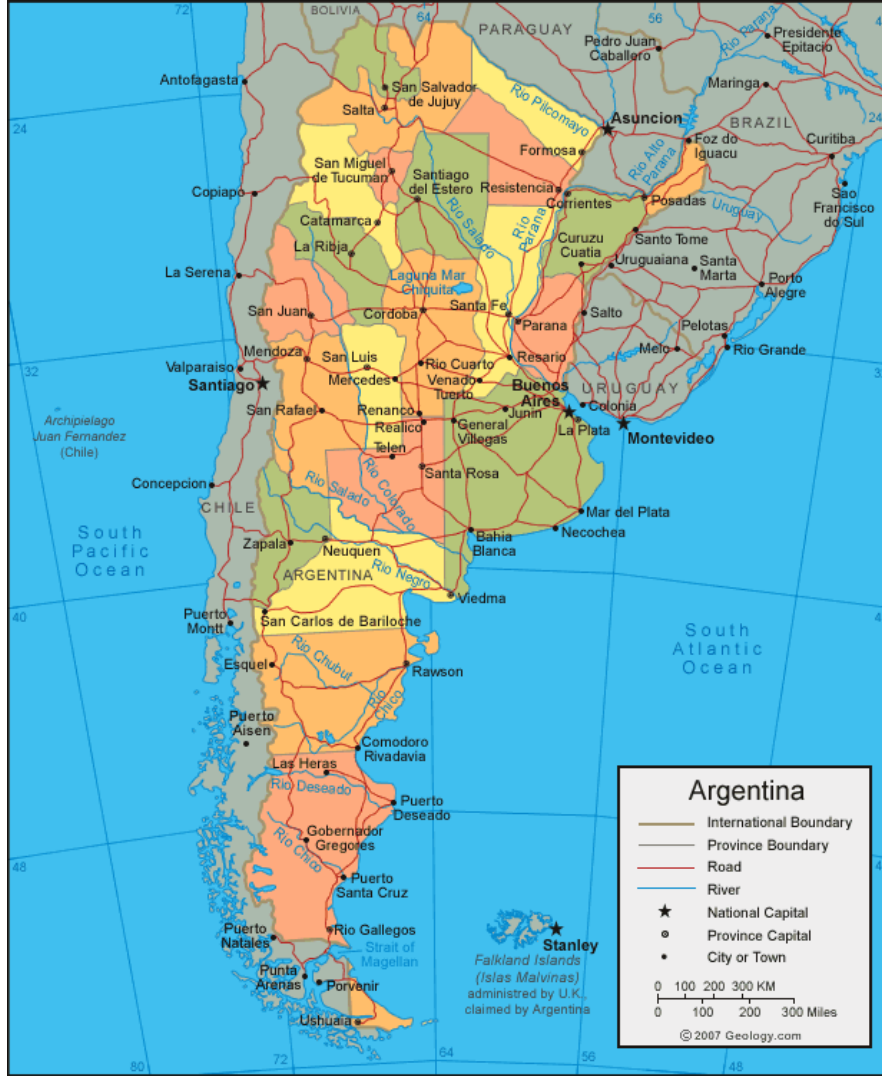 72
BOLIVIA
64
PARAGUAY
56
Rio Parana
Presidente
Epitacio
Pedro Juan
Caballero
Antofagasta
San Salvador
de Jujuy
Maringa
24
Salta
Rio Pilcomayo
Asuncion
BRAZIL
Formosa
Foz do
Iguacu
Curitiba
San Miguel
de Tucuman
Rio Alto
Parana
Santiago
del Estero
Resistencia
Copiapo
Corrientes
Posadas
Sao
Francisco
do Sul
Uruguay
Catamarca
Rio Salado
Rio
Parana
Curuzu
Cuatia
Santo Tome
La Ribja
Uruguaiana
Santa
Marta
La Serena
Laguna Mar
Chiquita
Porto
Alegre
San Juan
Cordoba
Santa Fe
Parana
Salto
Pelotas
Mendoza
San Luis
Rio Cuarto
Resario
Melo
Rio Grande
32
Valparaiso
Santiago
Mercedes
Venado
Tuerto
Buenos
Aires
URUGUAY
San Rafael
Renanco
Junin
Colonia
Archipielago
Juan Fernandez
(Chile)
Realico
General
Villegas
La Plata
Montevideo
Telen
Santa Rosa
Concepcion
Rio Salado
Rio Colorado
CHILE
Mar del Plata
South
Pacific
Ocean
Zapala
Neuquen
Bahia
Blanca
Necochea
ARGENTINA
Rio Negro
Viedma
40
Puerto
Montt
San Carlos de Bariloche
South
Atlantic
Ocean
4
Esquel
Rio Chubut
Rawson
Rio
Chico
Puerto
Aisen
Comodoro
Rivadavia
Las Heras
Rio Deseado
Puerto
Deseado
Gobernador
Gregores
Rio Chico
48
4
Puerto
Santa Cruz
Puerto
Natales
Rio Gallegos
Strait of
Magellan
Stanley
Falkland Islands
(Islas Malvinas)
administred by U.K.,
claimed by Argentina
Punta
Arenas
Porvenir
Ushuaia
80
72
64
56
48
Argentina
International Boundary
Province Boundary
Road
River
National Capital
Province Capital
City or Town
0 100 200 300 KM
0 100 200 300 Miles
© 2007 Geology.com